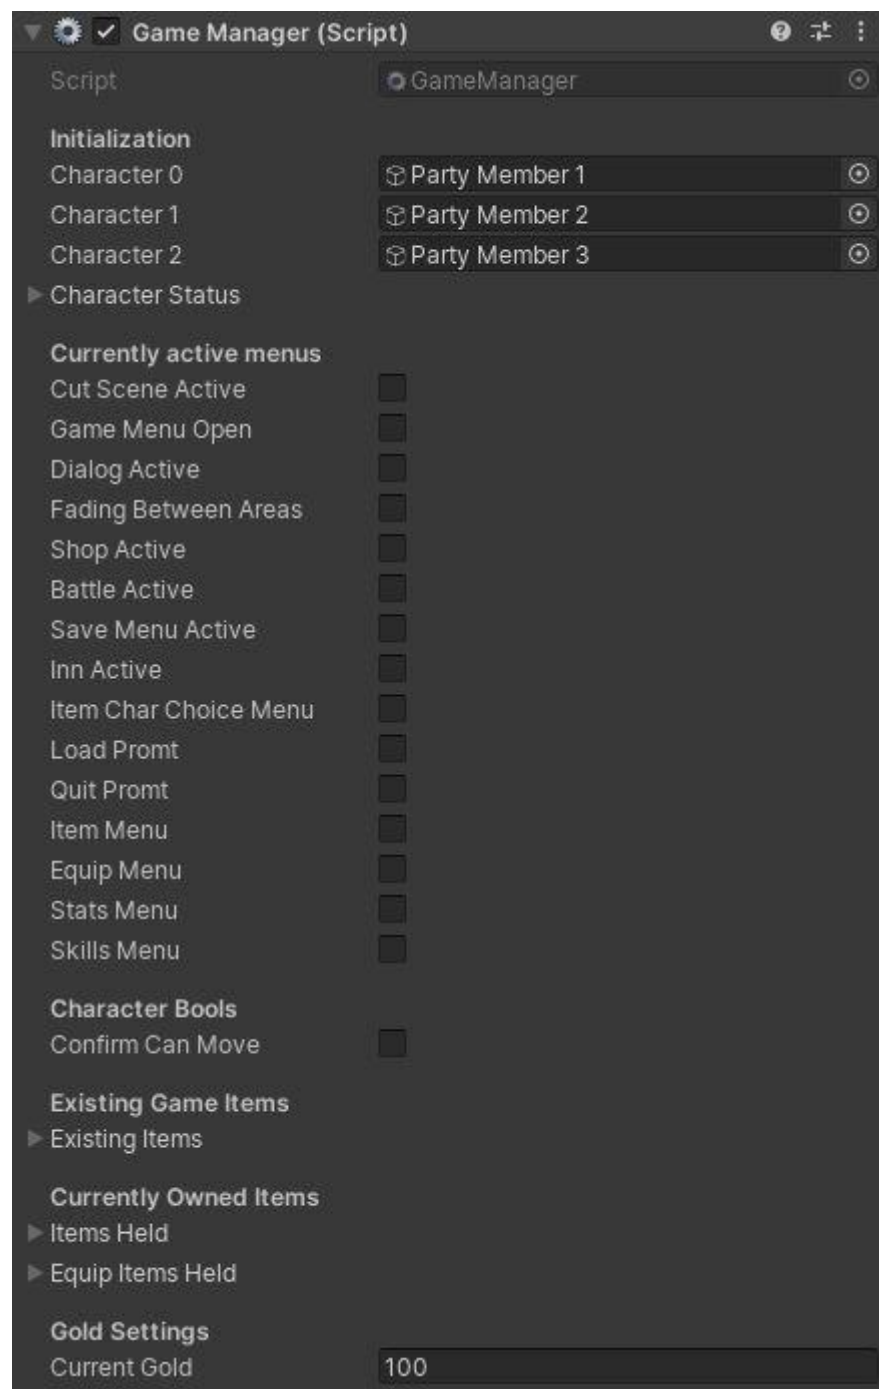 Game Manager (Script)
Script GameManager
Initialization
Character 0 Party Member 1
Character 1 Party Member 2
Character 2 Party Member 3
Character Status
Currently active menus
Cut Scene Active
Game Menu Open
Dialog Active
Fading Between Areas
Shop Active
Battle Active
Save Menu Active
Inn Active
Item Char Choice Menu
Load Promt
Quit Promt
Item Menu
Equip Menu
Stats Menu
Skills Menu
Character Bools
Confirm Can Move
Existing Game Items
Existing Items
Currently Owned Items
Items Held
Equip Items Held
Gold Settings
Current Gold 100